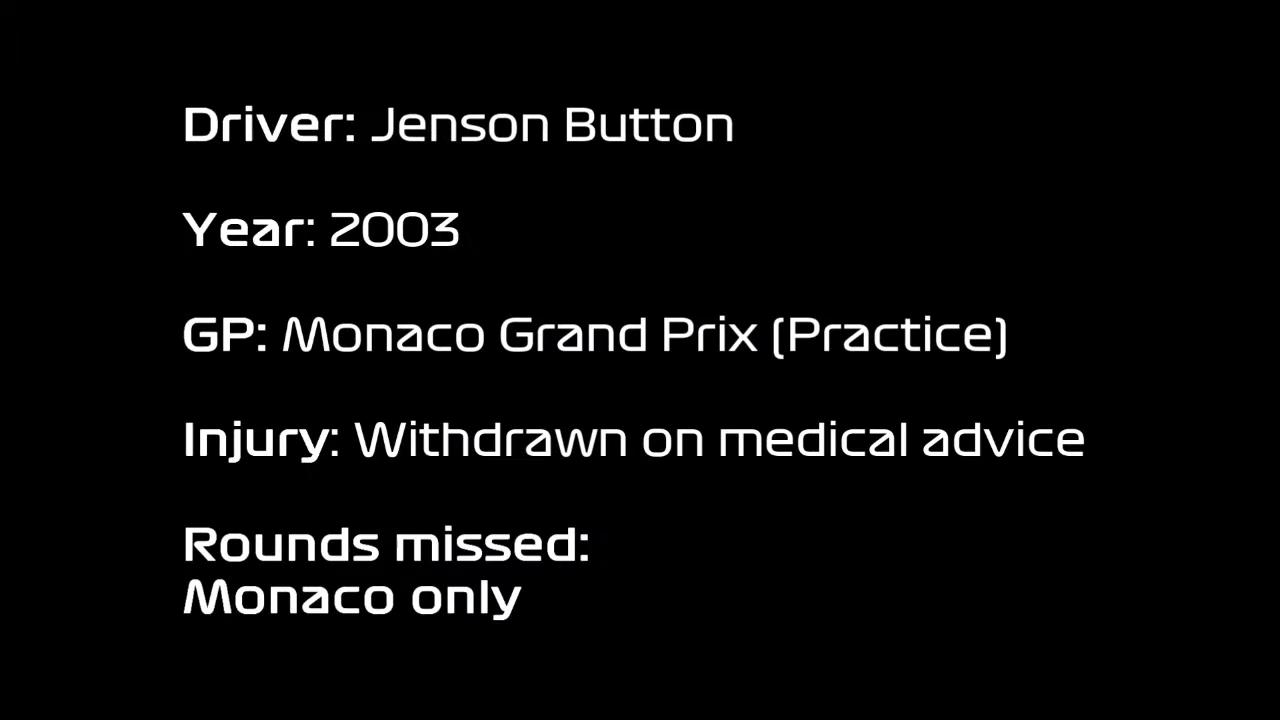 Driver: Jenson Button
Year: 2003
GP: Monaco Grand Prix (Practice)
Injury: Withdrawn on medical advice
Rounds missed:
Monaco only